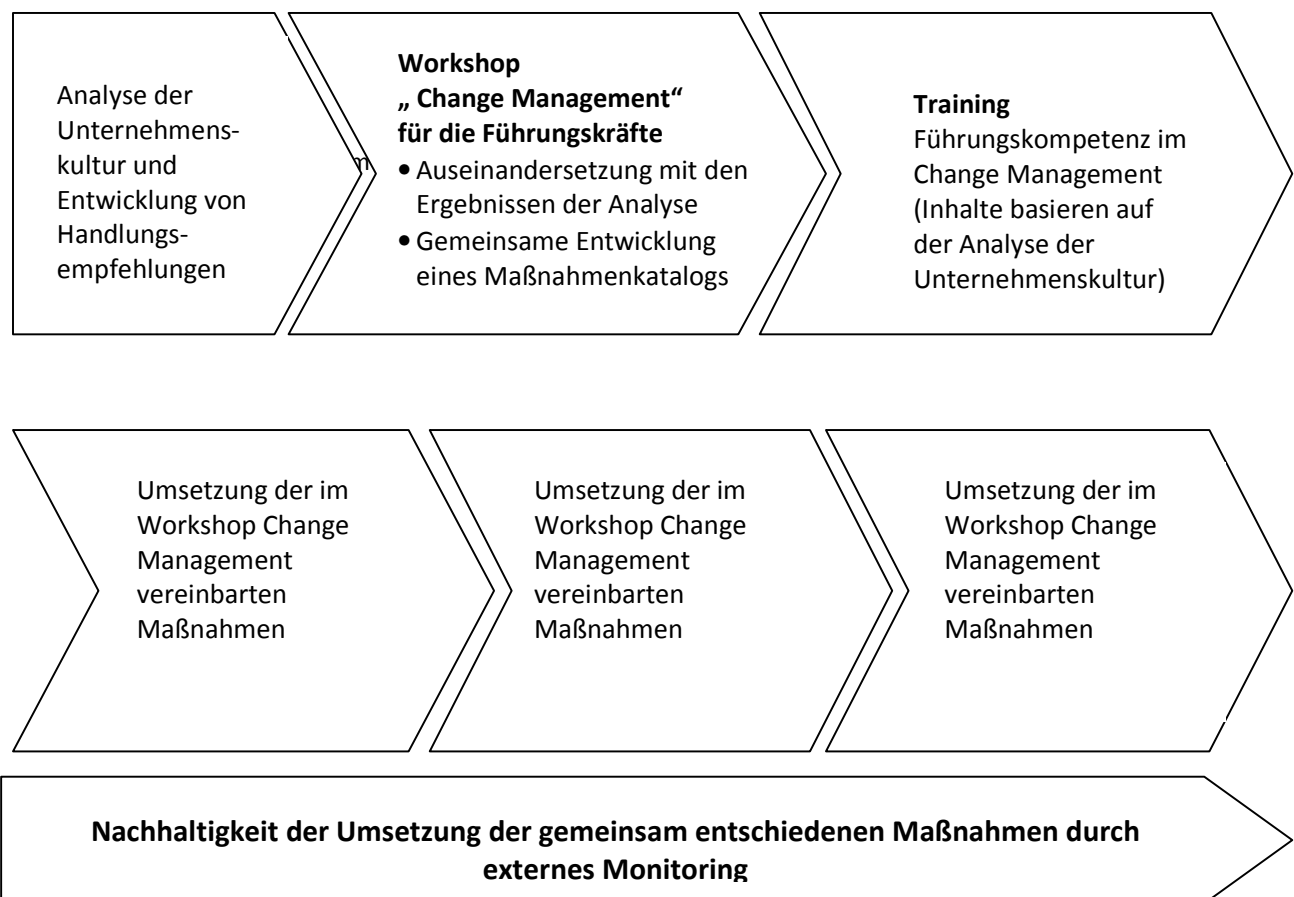 Analyse der
Unternehmens-
kultur und
Entwicklung von
Handlungs-
empfehlungen
m
Workshop
„ Change Management“
für die Führungskräfte
• Auseinandersetzung mit den
Ergebnissen der Analyse
• Gemeinsame Entwicklung
eines Maßnahmenkatalogs
Training
Führungskompetenz im
Change Management
(Inhalte basieren auf
der Analyse der
Unternehmenskultur)
Umsetzung der im
Workshop Change
Management
vereinbarten
Maßnahmen
Umsetzung der im
Workshop Change
Management
vereinbarten
Maßnahmen
Umsetzung der im
Workshop Change
Management
vereinbarten
Maßnahmen
Nachhaltigkeit der Umsetzung der gemeinsam entschiedenen Maßnahmen durch
externes Monitoring